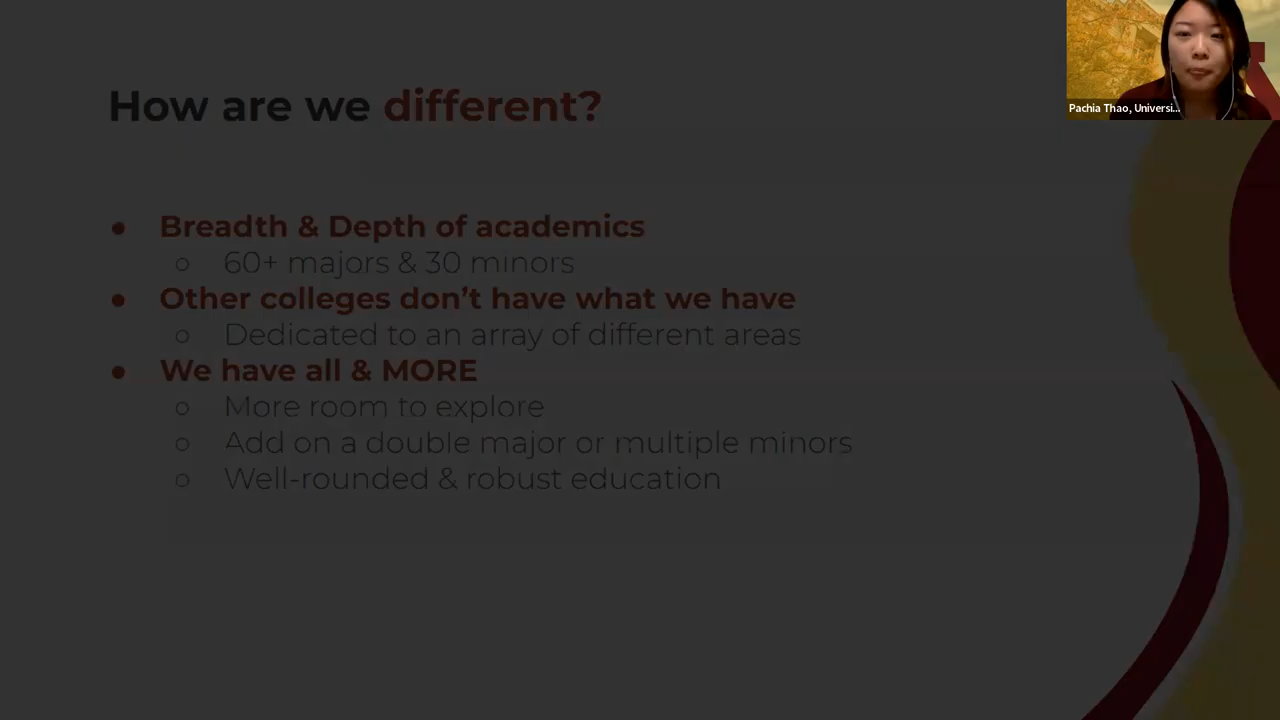 How are we different?
Pachia Thao, Universi...
● Breadth & Depth of academics
○ 60+ majors & 30 minors
● Other colleges don’t have what we have
○ Dedicated to an array of different areas
● We have all & MORE
○ More room to explore
○ Add on a double major or multiple minors
○ Well-rounded & robust education